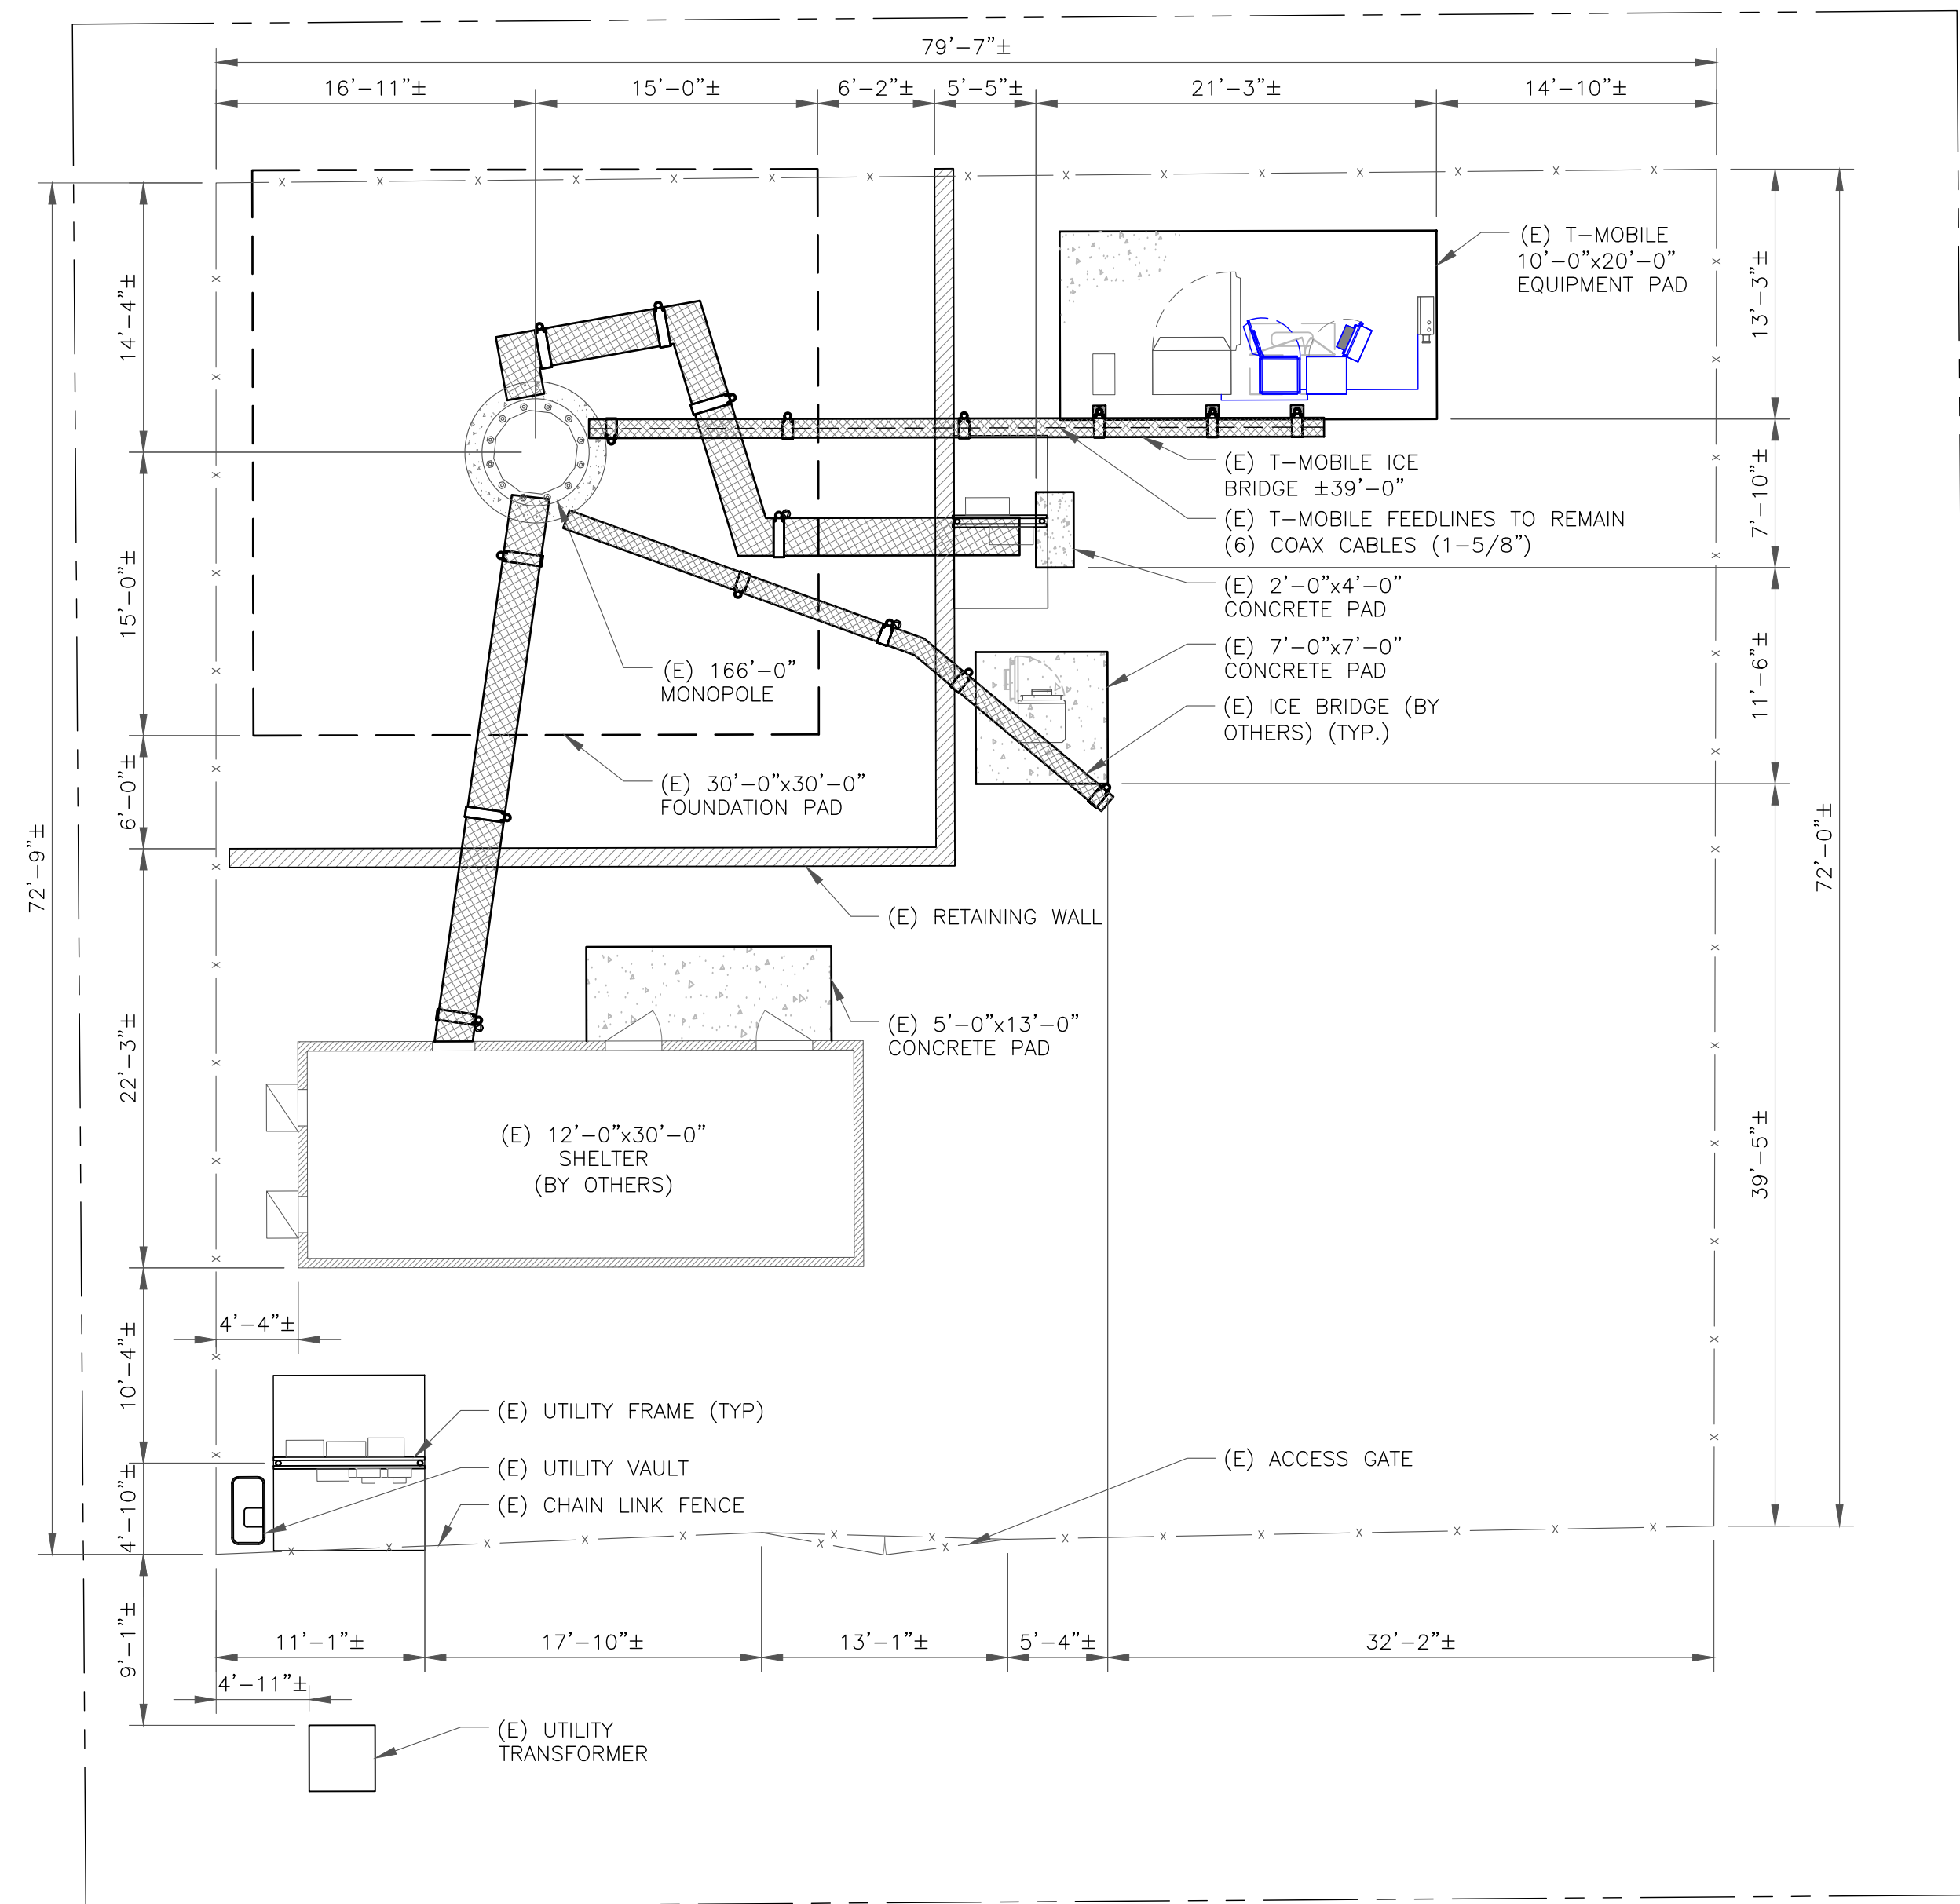 79'-7"±
16'-11"±
15'-0"±
6'-2"±
5'-5"±
21'-3"±
14'-10"±
(E) T-MOBILE
10'-0"x20'-0"
EQUIPMENT PAD
14'-4"±
13'-3"±
(E) T-MOBILE ICE
BRIDGE ±39'-0"
(E) T-MOBILE FEEDLINES TO REMAIN
(6) COAX CABLES (1-5/8")
7'-10"±
(E) 2'-0"x4'-0"
CONCRETE PAD
15'-0"±
(E) 7'-0"x7'-0"
CONCRETE PAD
(E) 166'-0"
MONOPOLE
(E) ICE BRIDGE (BY
OTHERS) (TYP.)
11'-6"±
(E) 30'-0"x30'-0"
FOUNDATION PAD
6'-0"±
72'-9"±
72'-0"±
(E) RETAINING WALL
(E) 5'-0"x13'-0"
CONCRETE PAD
22'-3"±
(E) 12'-0"x30'-0"
SHELTER
(BY OTHERS)
39'-5"±
4'-4"±
10'-4"±
(E) UTILITY FRAME (TYP)
(E) UTILITY VAULT
(E) CHAIN LINK FENCE
(E) ACCESS GATE
4'-10"±
9'-1"±
11'-1"±
17'-10"±
13'-1"±
5'-4"±
32'-2"±
4'-11"±
(E) UTILITY
TRANSFORMER